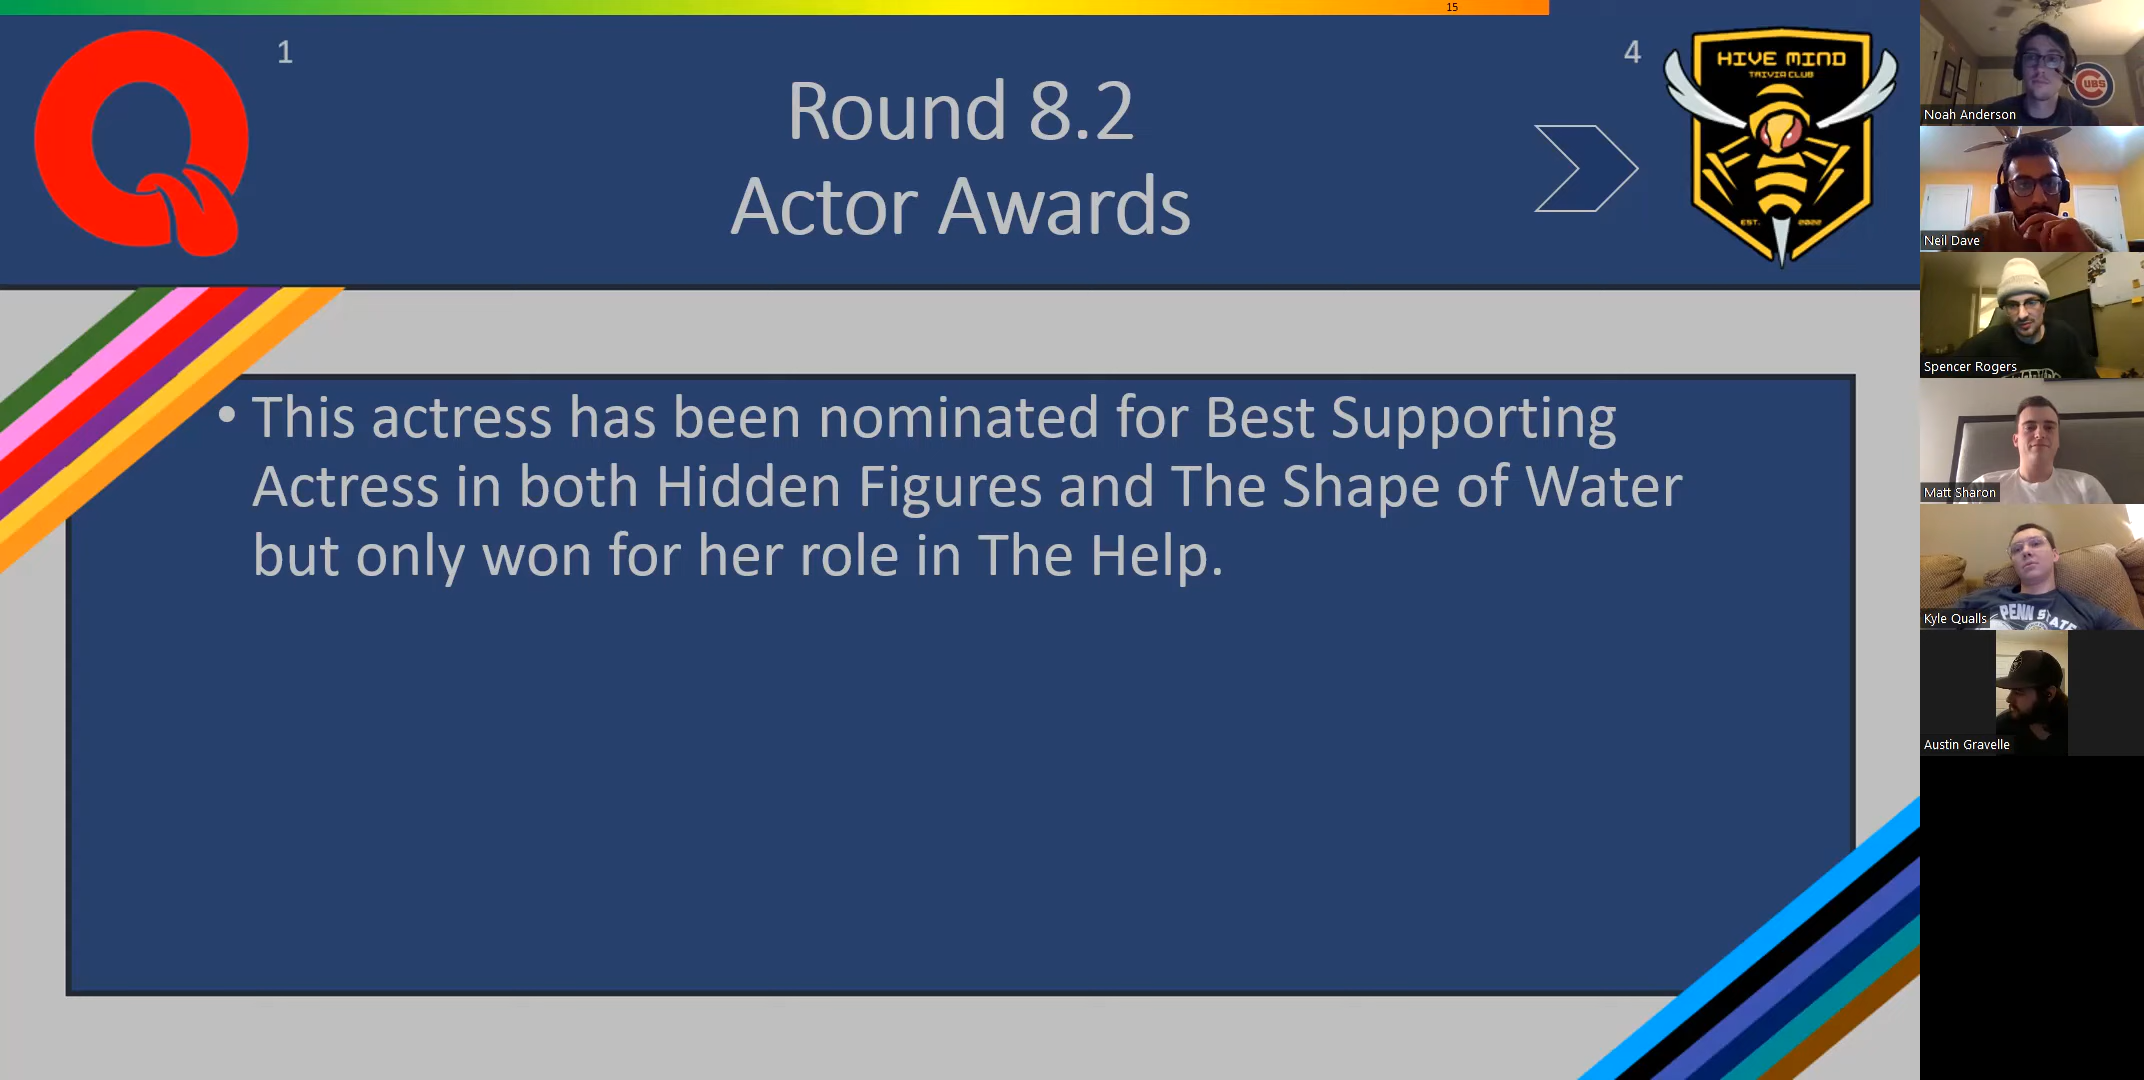 15
1
4
Round 8.2
Actor Awards
HIVE MIND
TRIVIA CLUB
EST. 2022
• This actress has been nominated for Best Supporting
Actress in both Hidden Figures and The Shape of Water
but only won for her role in The Help.
Noah Anderson
CUBS
Neil Dave
Spencer Rogers
Matt Sharon
Kyle Qualls
PENN STATE
Austin Gravelle